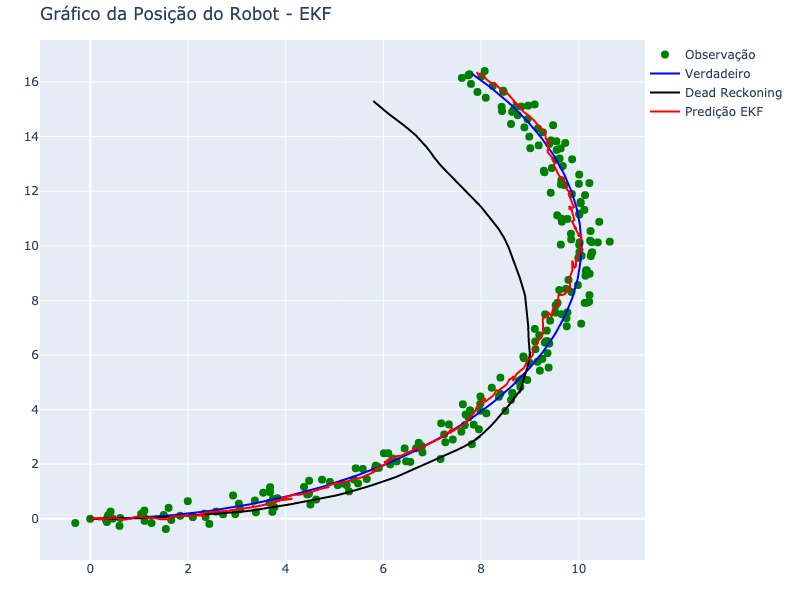 Gráfico da Posição do Robot - EKF
Observação
Verdadeiro
Dead Reckoning
Predição EKF
16
14
12
10
8
6
4
2
0
0 2 4 6 8 10